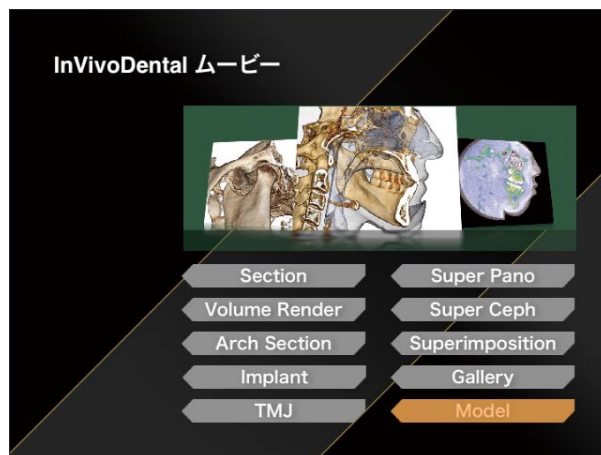 InVivoDental ムービー
Section
Volume Render
Arch Section
Implant
TMJ
Super Pano
Super Ceph
Superimposition
Gallery
Model